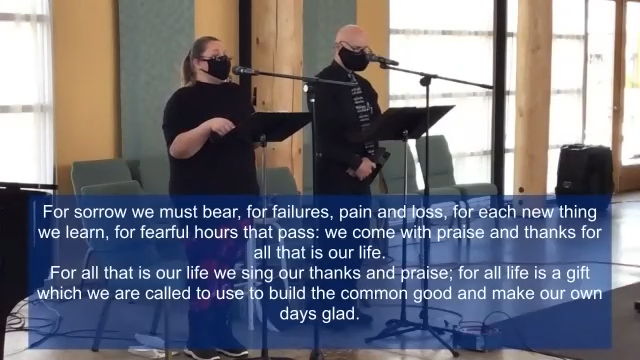 For sorrow we must bear, for failures, pain and loss, for each new thing
we learn, for fearful hours that pass: we come with praise and thanks for
all that is our life.
For all that is our life we sing our thanks and praise; for all life is a gift
which we are called to use to build the common good and make our own
days glad.